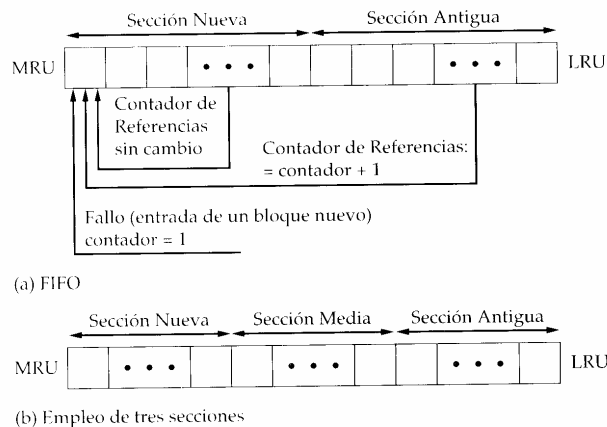 Sección Nueva Sección Antigua
MRU • • • • • • LRU
Contador de
Referencias
sin cambio
Contador de Referencias:
= contador + 1
Fallo (entrada de un bloque nuevo)
contador = 1
(a) FIFO
Sección Nueva Sección Media Sección Antigua
MRU • • • • • • • • • LRU
(b) Empleo de tres secciones